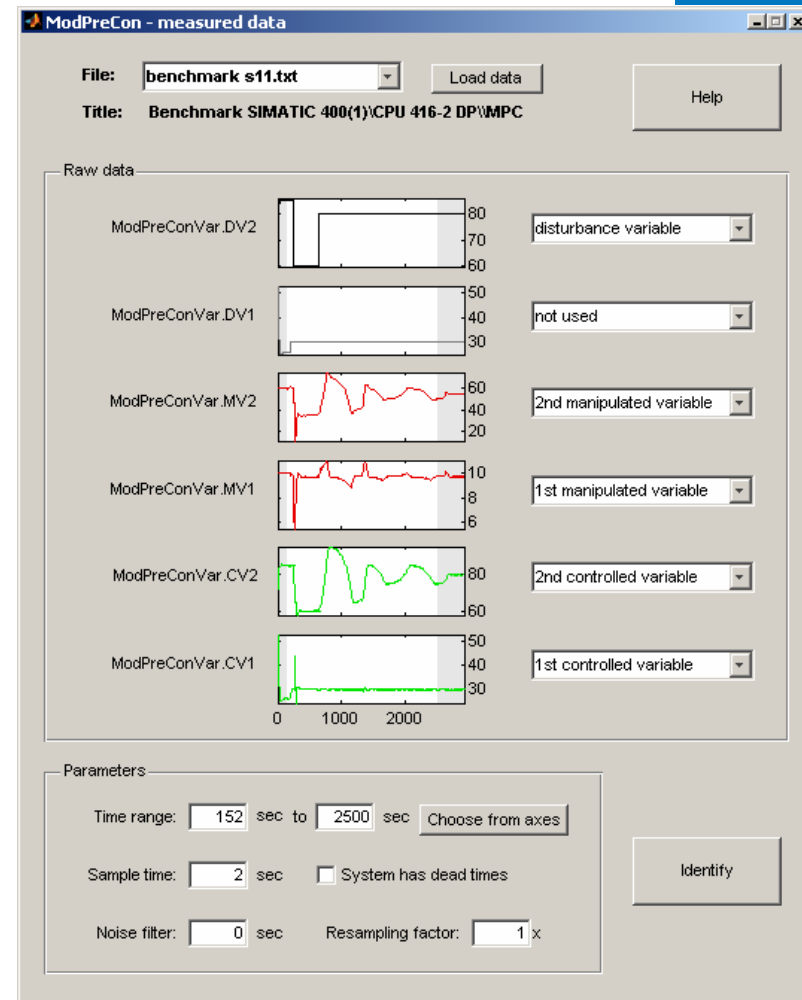 ModPreCon - measured data
File: benchmark s11.txt Load data
Help
Title: Benchmark SIMATIC 400(1)\CPU 416-2 DP\\MPC
Raw data
ModPreConVar.DV2 80 70 60 disturbance variable
ModPreConVar.DV1 50 40 30 not used
ModPreConVar.MV2 60 40 20 2nd manipulated variable
ModPreConVar.MV1 10 8 6 1st manipulated variable
ModPreConVar.CV2 80 60 2nd controlled variable
ModPreConVar.CV1 50 40 30 1st controlled variable
0 1000 2000
Parameters
Time range: 152 sec to 2500 sec Choose from axes
Sample time: 2 sec System has dead times
Identify
Noise filter: 0 sec Resampling factor: 1 x